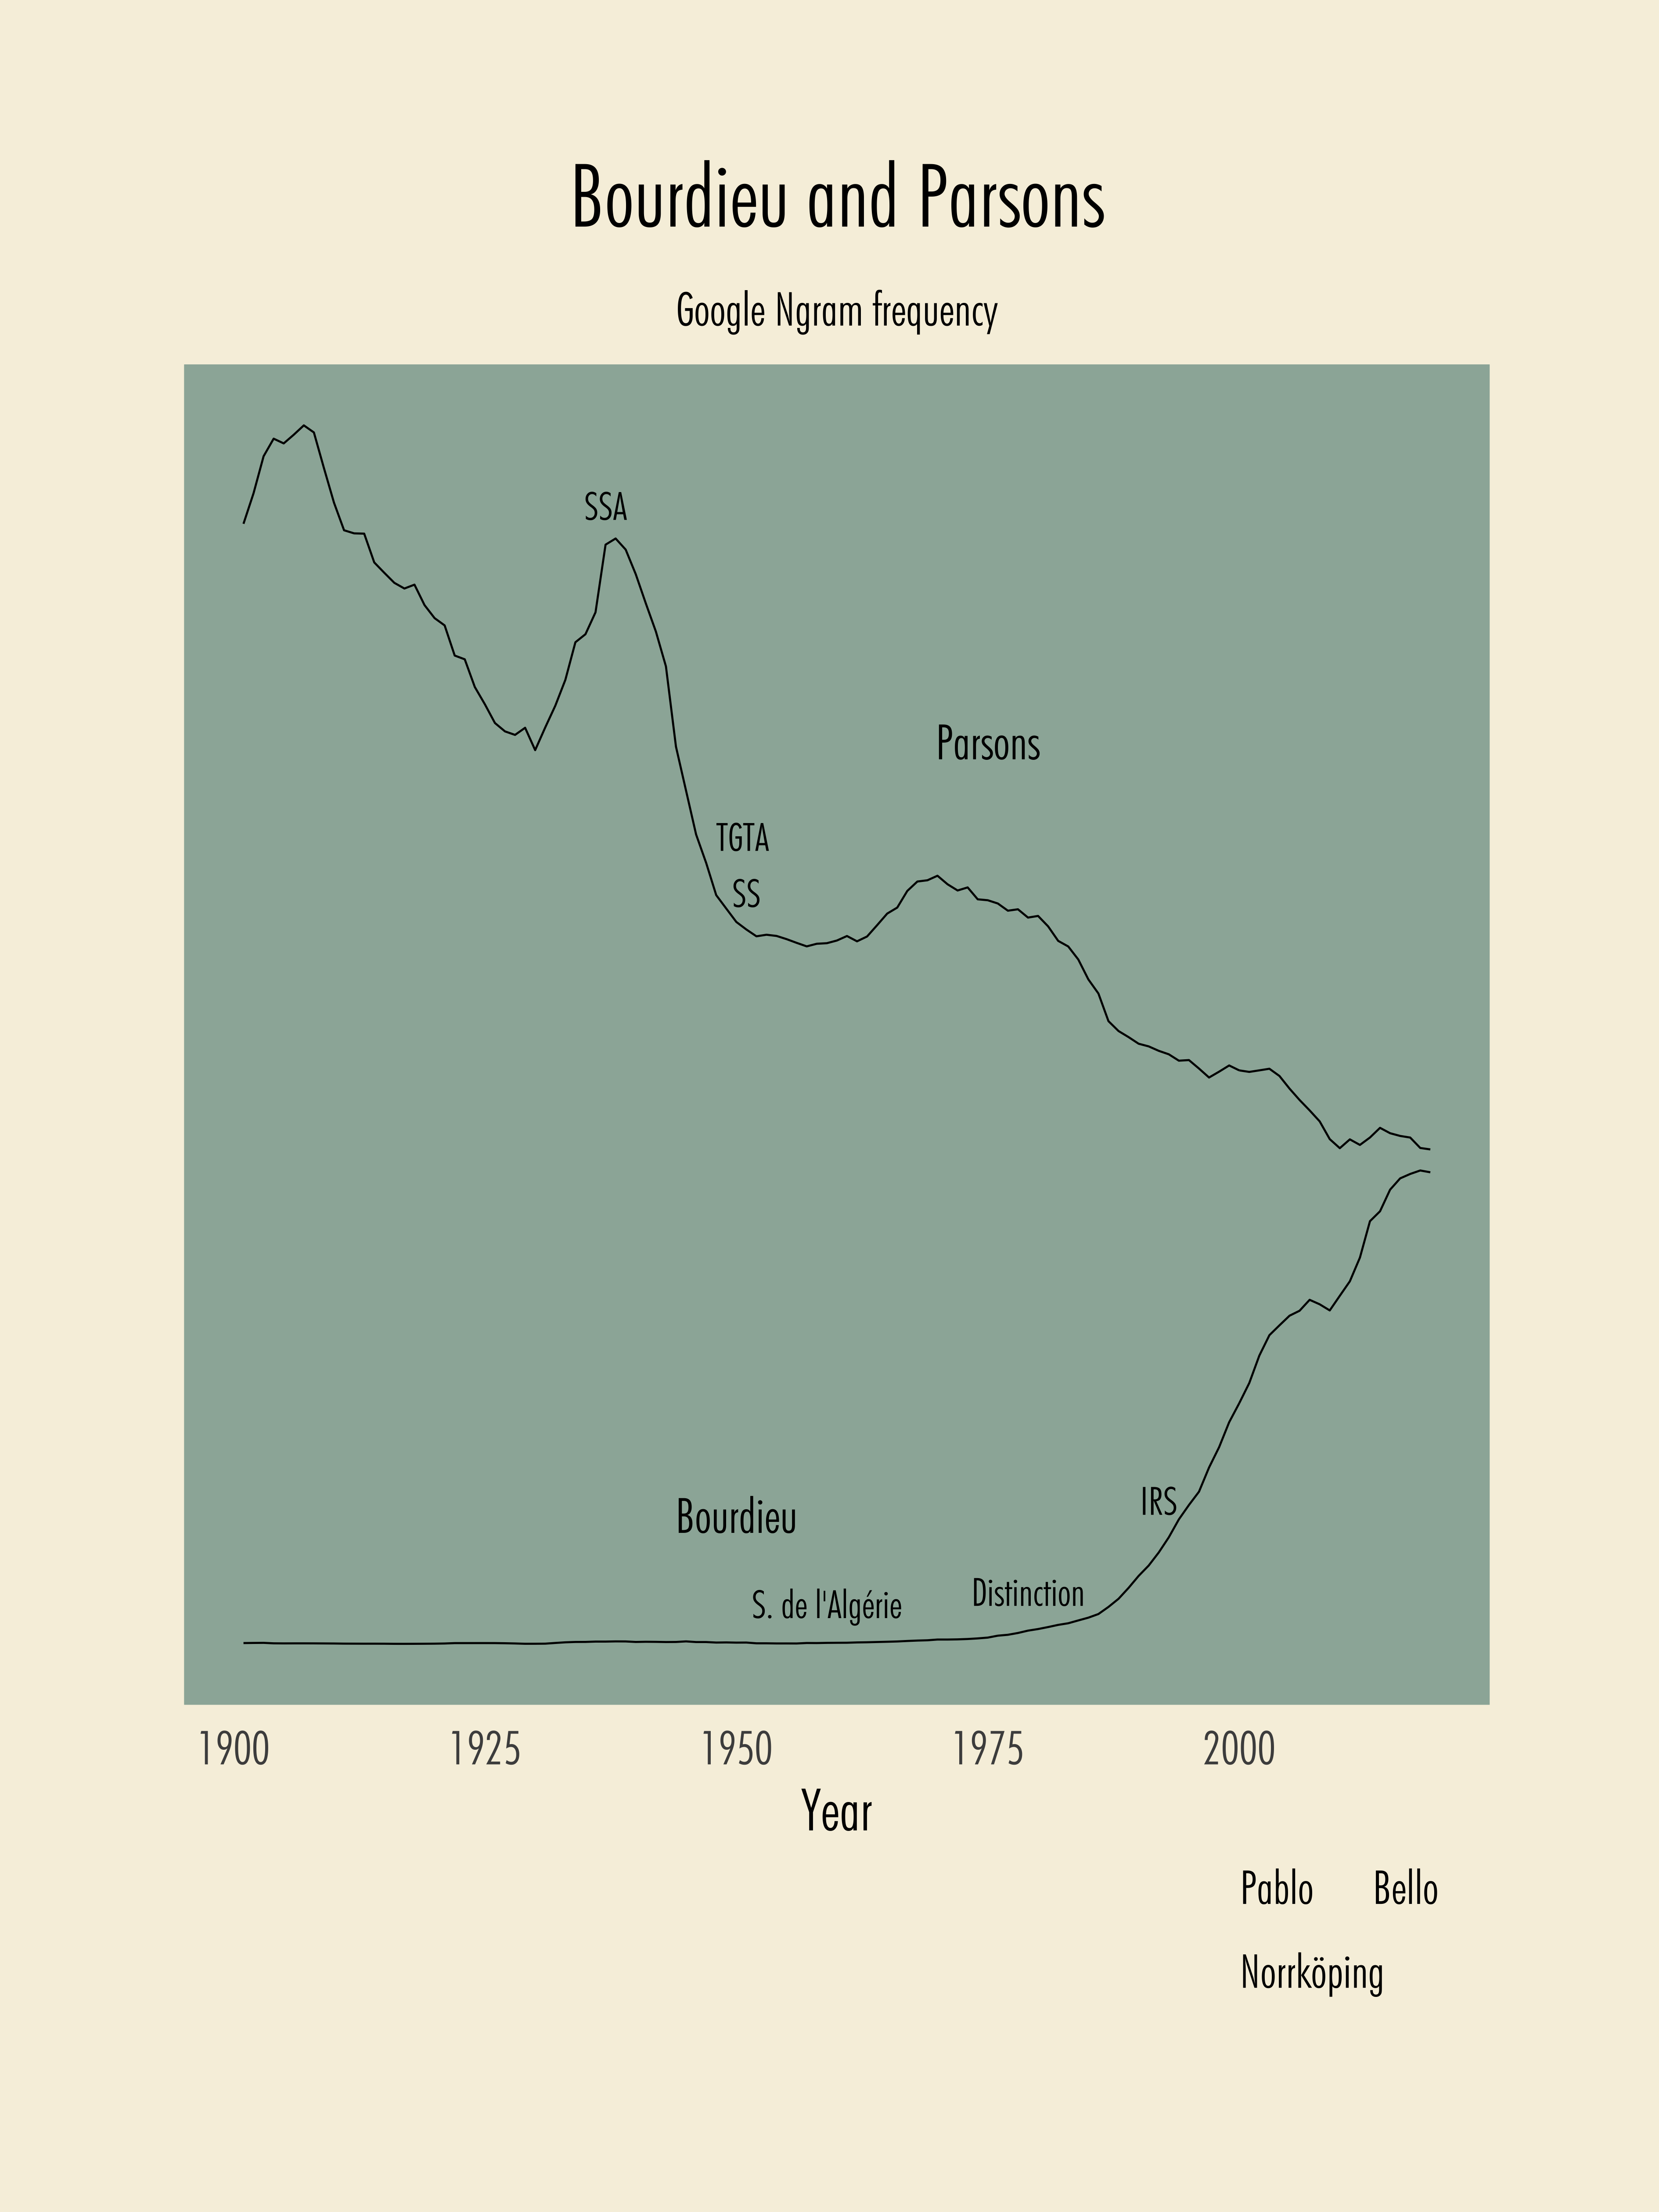 Bourdieu and Parsons
Google Ngram frequency
SSA
Parsons
TGTA
SS
IRS
Bourdieu
Distinction
S. de l'Algérie
1900 1925 1950 1975 2000
Year
Pablo Bello
Norrköping